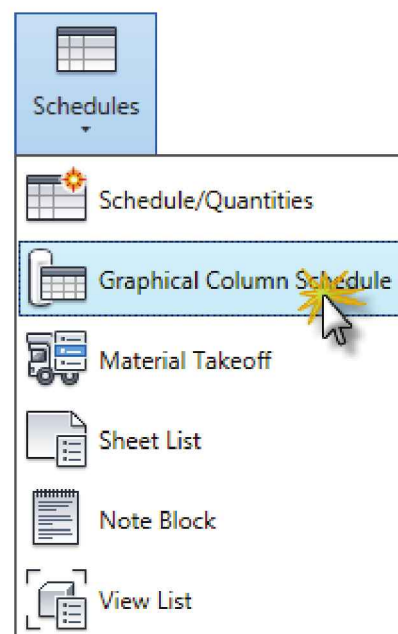 Schedules
Schedule/Quantities
Graphical Column Schedule
Material Takeoff
Sheet List
Note Block
View List